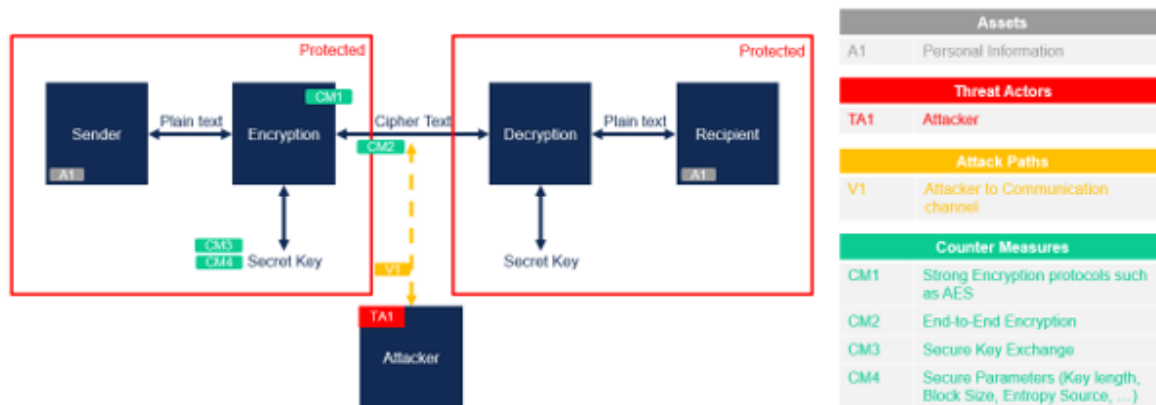 Protected
Protected
CM1
Sender
Plain text
Encryption
Cipher Text
Decryption
Plain text
Recipient
CM2
A1
A1
CM3
CM4
Secret Key
Secret Key
V1
TA1
Attacker
Assets
A1 Personal Information
Threat Actors
TA1 Attacker
Attack Paths
V1 Attacker to Communication
channel
Counter Measures
CM1 Strong Encryption protocols such
as AES
CM2 End-to-End Encryption
CM3 Secure Key Exchange
CM4 Secure Parameters (Key length,
Block Size, Entropy Source, ...)